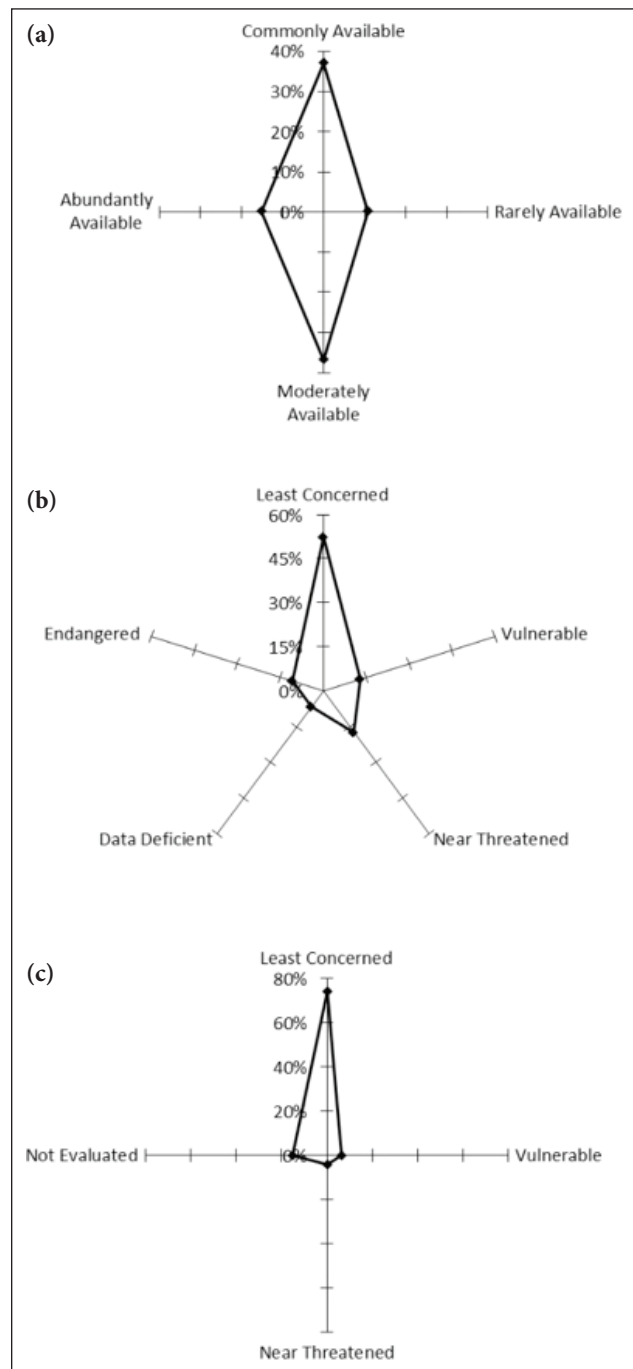 (a)
Commonly Available
40%
30%
20%
10%
Abundantly
Available
0%
Rarely Available
Moderately
Available
(b)
Least Concerned
60%
45%
30%
Endangered
Vulnerable
15%
0%
Data Deficient
Near Threatened
(c)
Least Concerned
80%
60%
40%
20%
Not Evaluated
0%
Vulnerable
Near Threatened